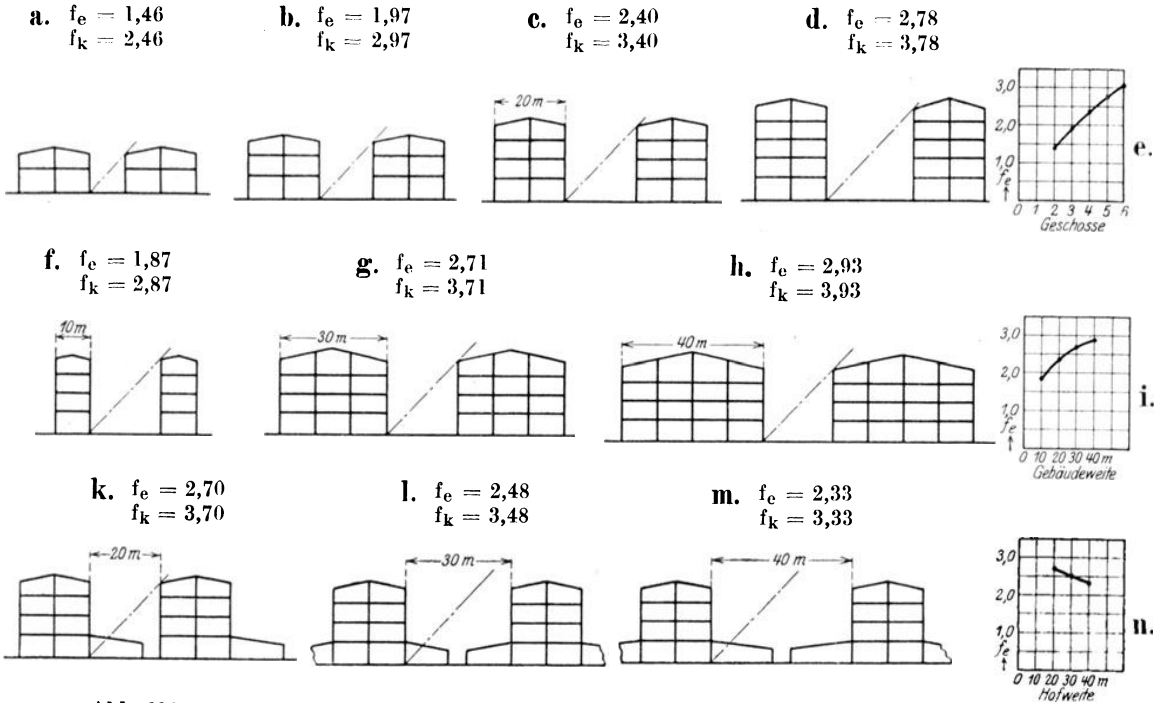 a. fe = 1,46
fk = 2,46
b. fe = 1,97
fk = 2,97
c. fe = 2,40
fk = 3,40
d. fe = 2,78
fk = 3,78
20 m
3,0
2,0
1,0
fe
0 1 2 3 4 5 6
Geschosse
e.
f. fe = 1,87
fk = 2,87
g. fe = 2,71
fk = 3,71
h. fe = 2,93
fk = 3,93
10 m
30 m
40 m
3,0
2,0
1,0
fe
0 10 20 30 40 m
Gebäudeweite
i.
k. fe = 2,70
fk = 3,70
l. fe = 2,48
fk = 3,48
m. fe = 2,33
fk = 3,33
20 m
30 m
40 m
3,0
2,0
1,0
fe
0 10 20 30 40 m
Hofweite
n.